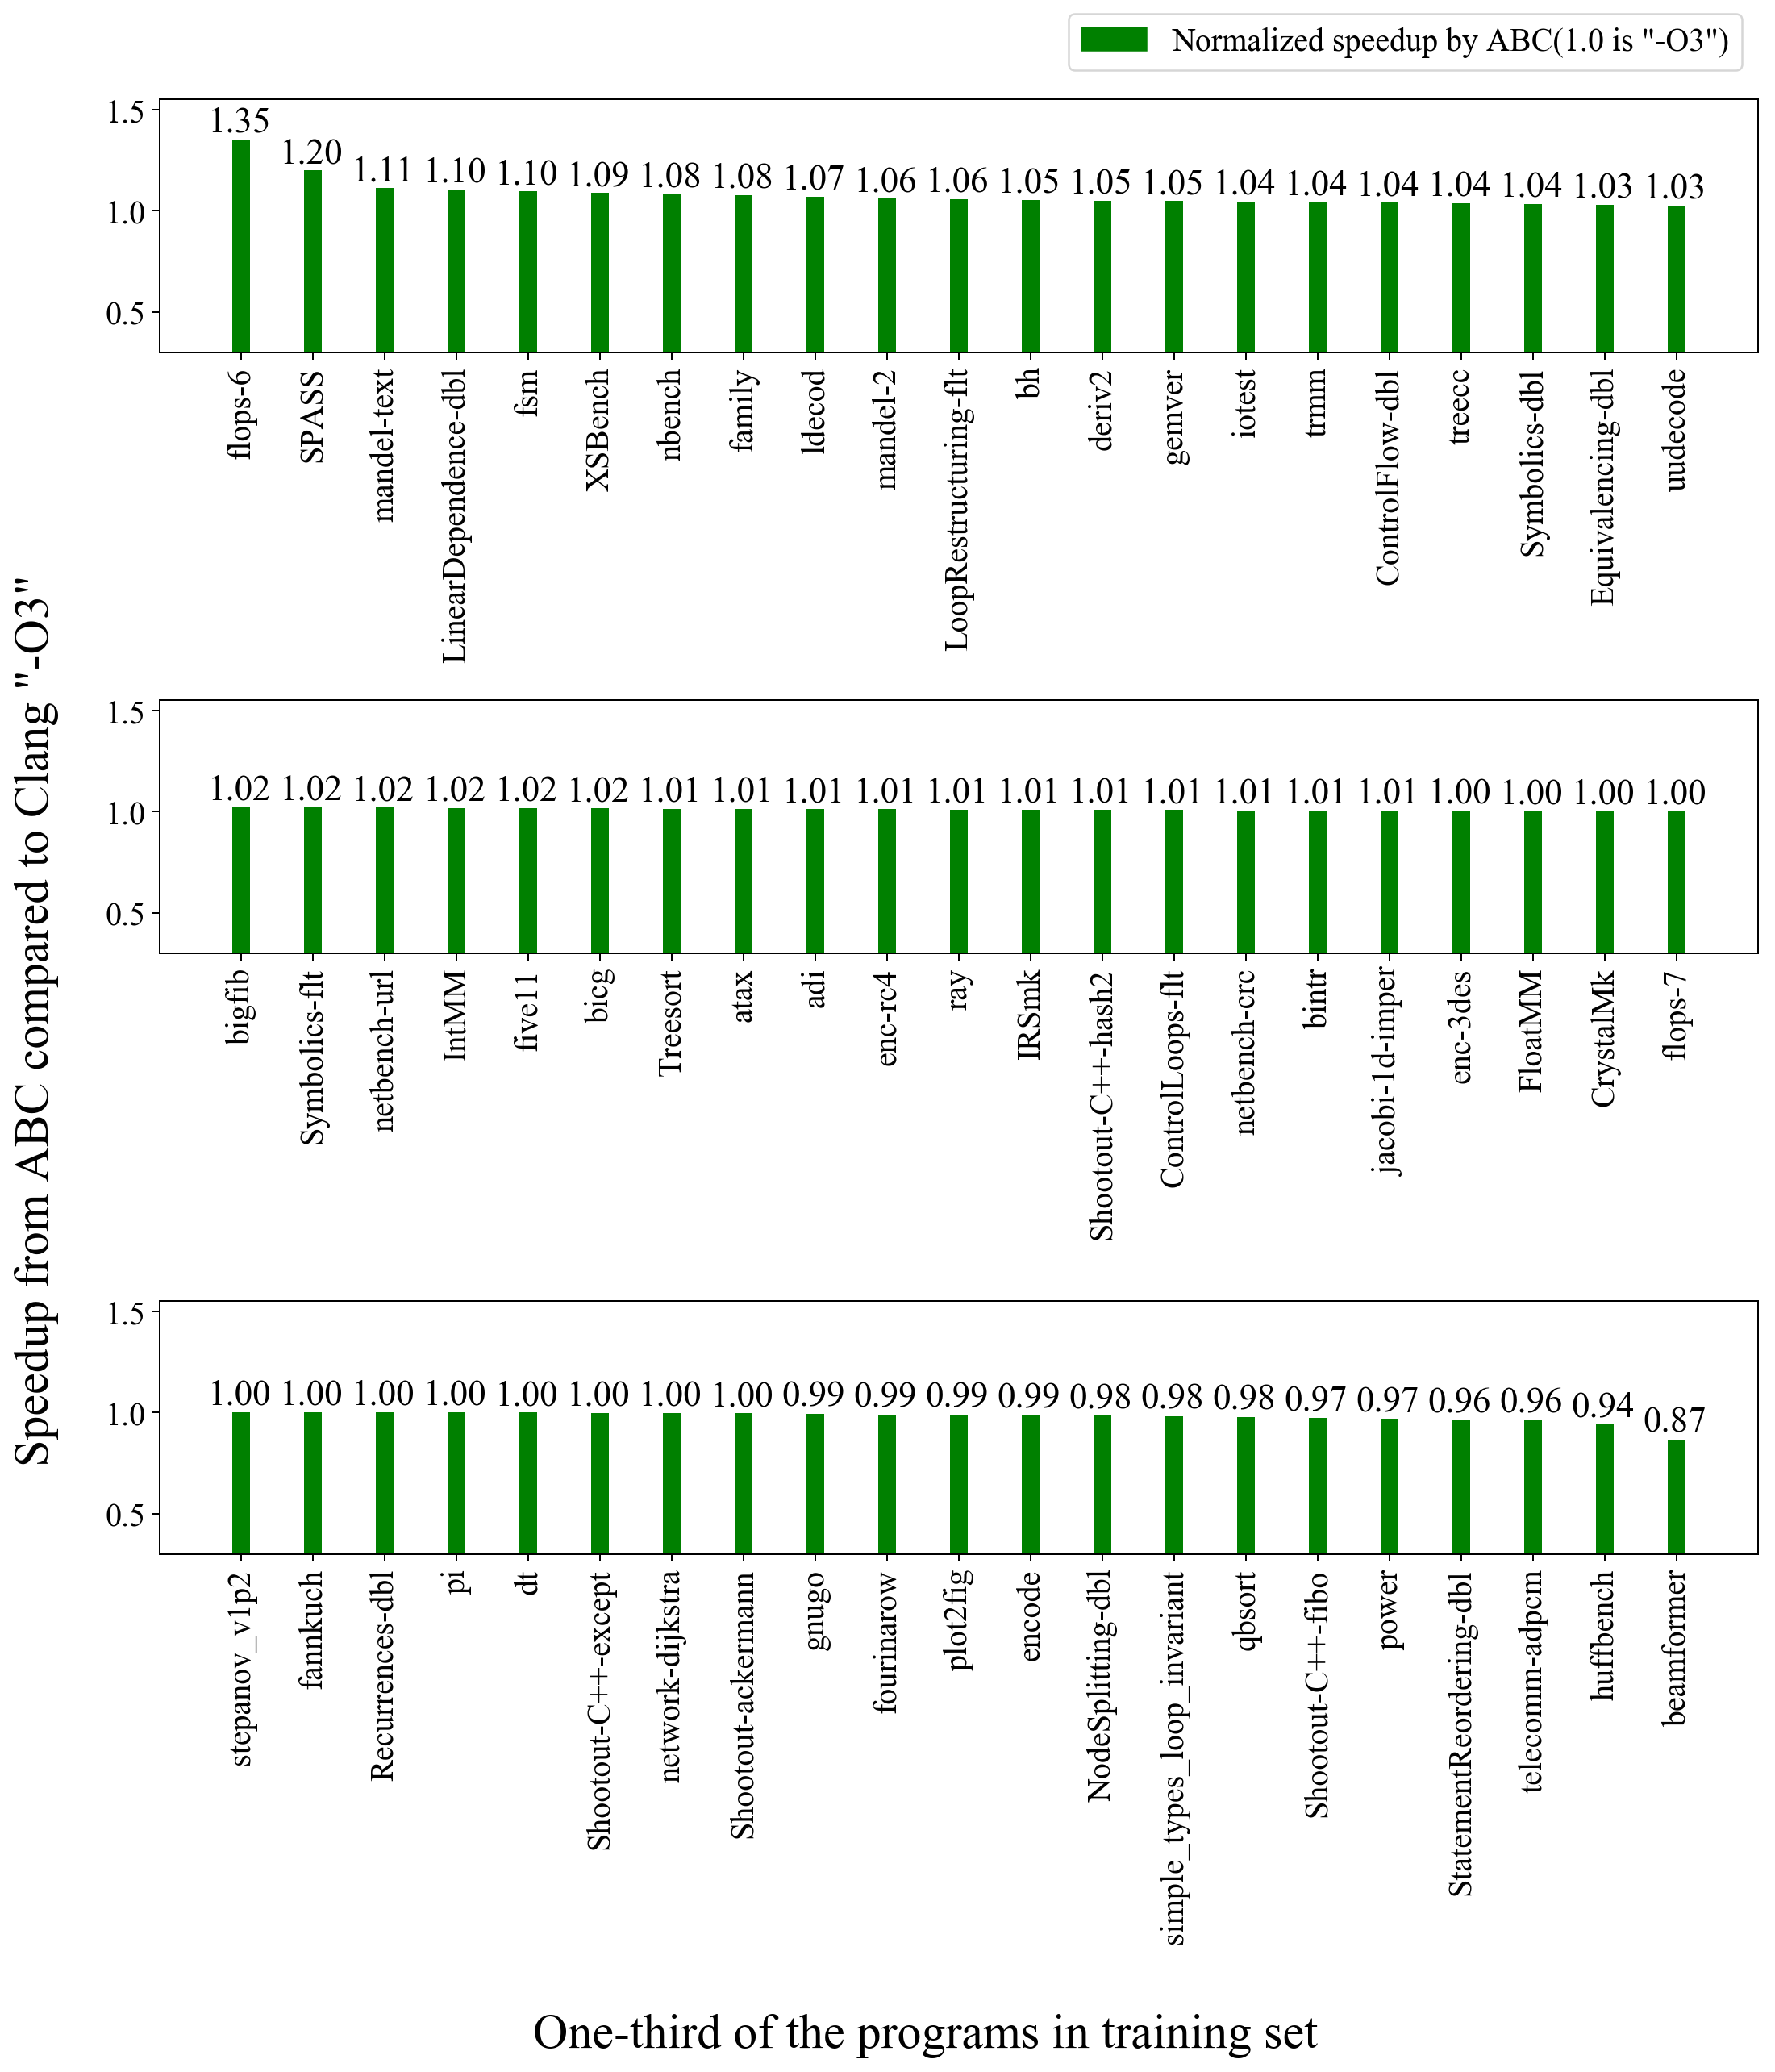 Normalized speedup by ABC(1.0 is "-O3")
Speedup from ABC compared to Clang "-O3"
1.5
1.0
0.5
1.35 1.20 1.11 1.10 1.10 1.09 1.08 1.08 1.07 1.06 1.06 1.05 1.05 1.05 1.04 1.04 1.04 1.04 1.04 1.03 1.03
flops-6
SPASS
mandel-text
LinearDependence-dbl
fsm
XSBench
nbench
family
ldecod
mandel-2
LoopRestructuring-flt
bh
deriv2
genver
iotest
trmm
ControlFlow-dbl
treecc
Symbolics-dbl
Equivalencing-dbl
uudecode
1.5
1.0
0.5
1.02 1.02 1.02 1.02 1.02 1.02 1.01 1.01 1.01 1.01 1.01 1.01 1.01 1.01 1.01 1.01 1.01 1.00 1.00 1.00 1.00
bigfib
Symbolics-flt
netbench-url
IntMM
five11
bicg
Treesort
atax
adi
enc-rc4
ray
IRSmk
Shootout-C++-hash2
ControlLoops-flt
netbench-crc
bintr
jacobi-1d-imper
enc-3des
FloatMM
CrystalMk
flops-7
1.5
1.0
0.5
1.00 1.00 1.00 1.00 1.00 1.00 1.00 1.00 0.99 0.99 0.99 0.99 0.98 0.98 0.98 0.97 0.97 0.96 0.96 0.94 0.87
stepanov_v1p2
fannkuch
Recurrences-dbl
pi
dt
Shootout-C++-except
network-dijkstra
Shootout-ackermann
gnugo
fourinarow
plot2fig
encode
NodeSplitting-dbl
simple_types_loop_invariant
qbsort
Shootout-C++-fibo
power
StatementReordering-dbl
telecomm-adpcm
huffbench
beamformer
One-third of the programs in training set